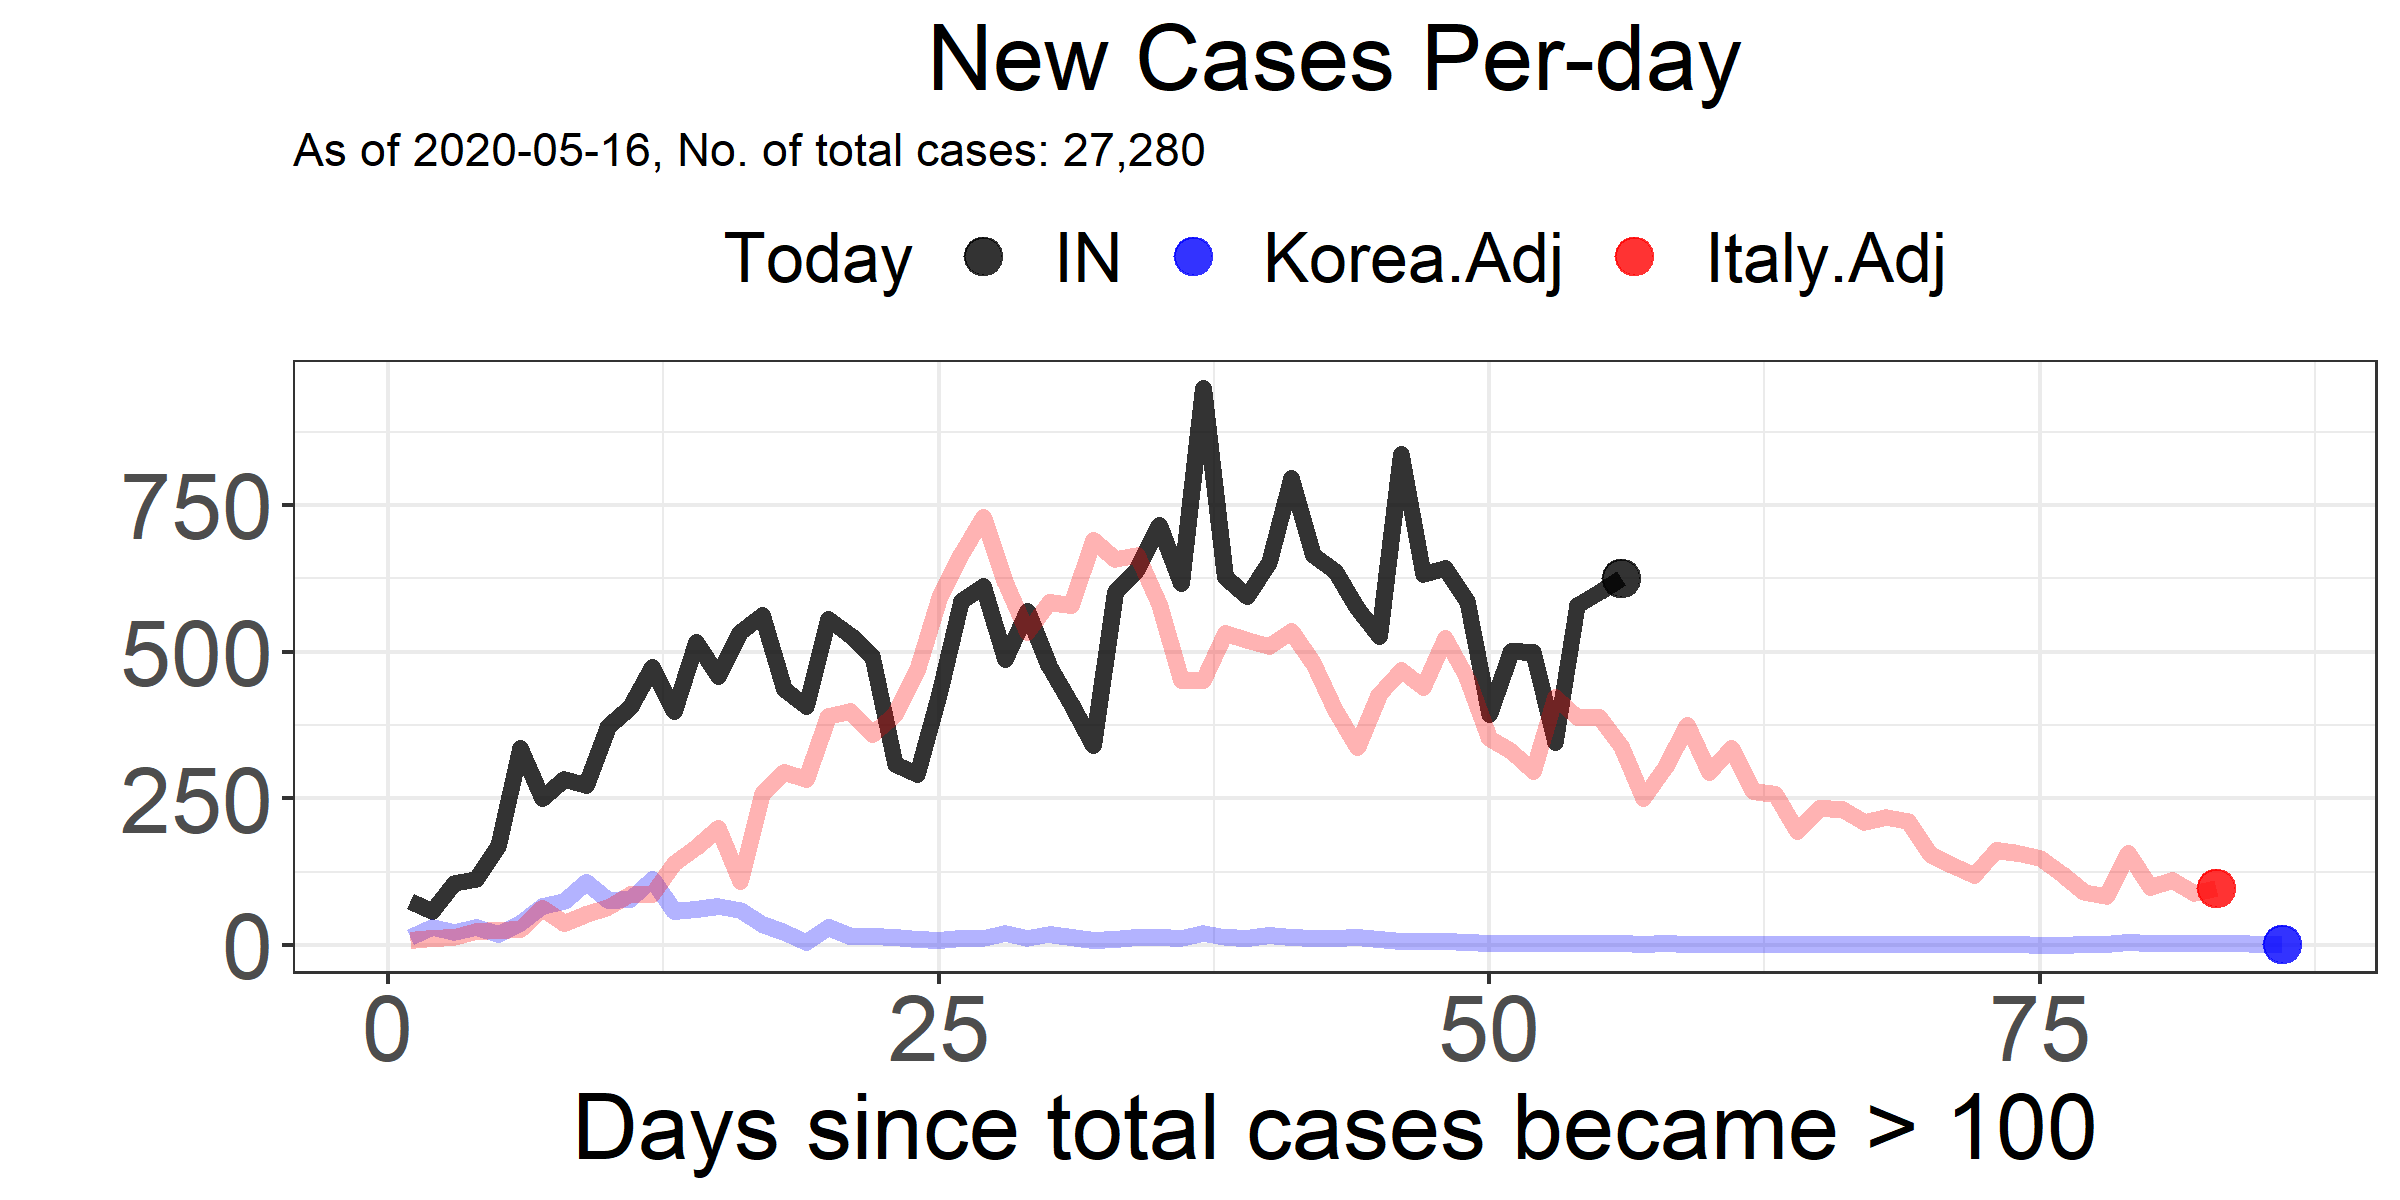 New Cases Per-day
As of 2020-05-16, No. of total cases: 27,280
Today IN Korea.Adj Italy.Adj
750
500
250
0
0 25 50 75
Days since total cases became > 100